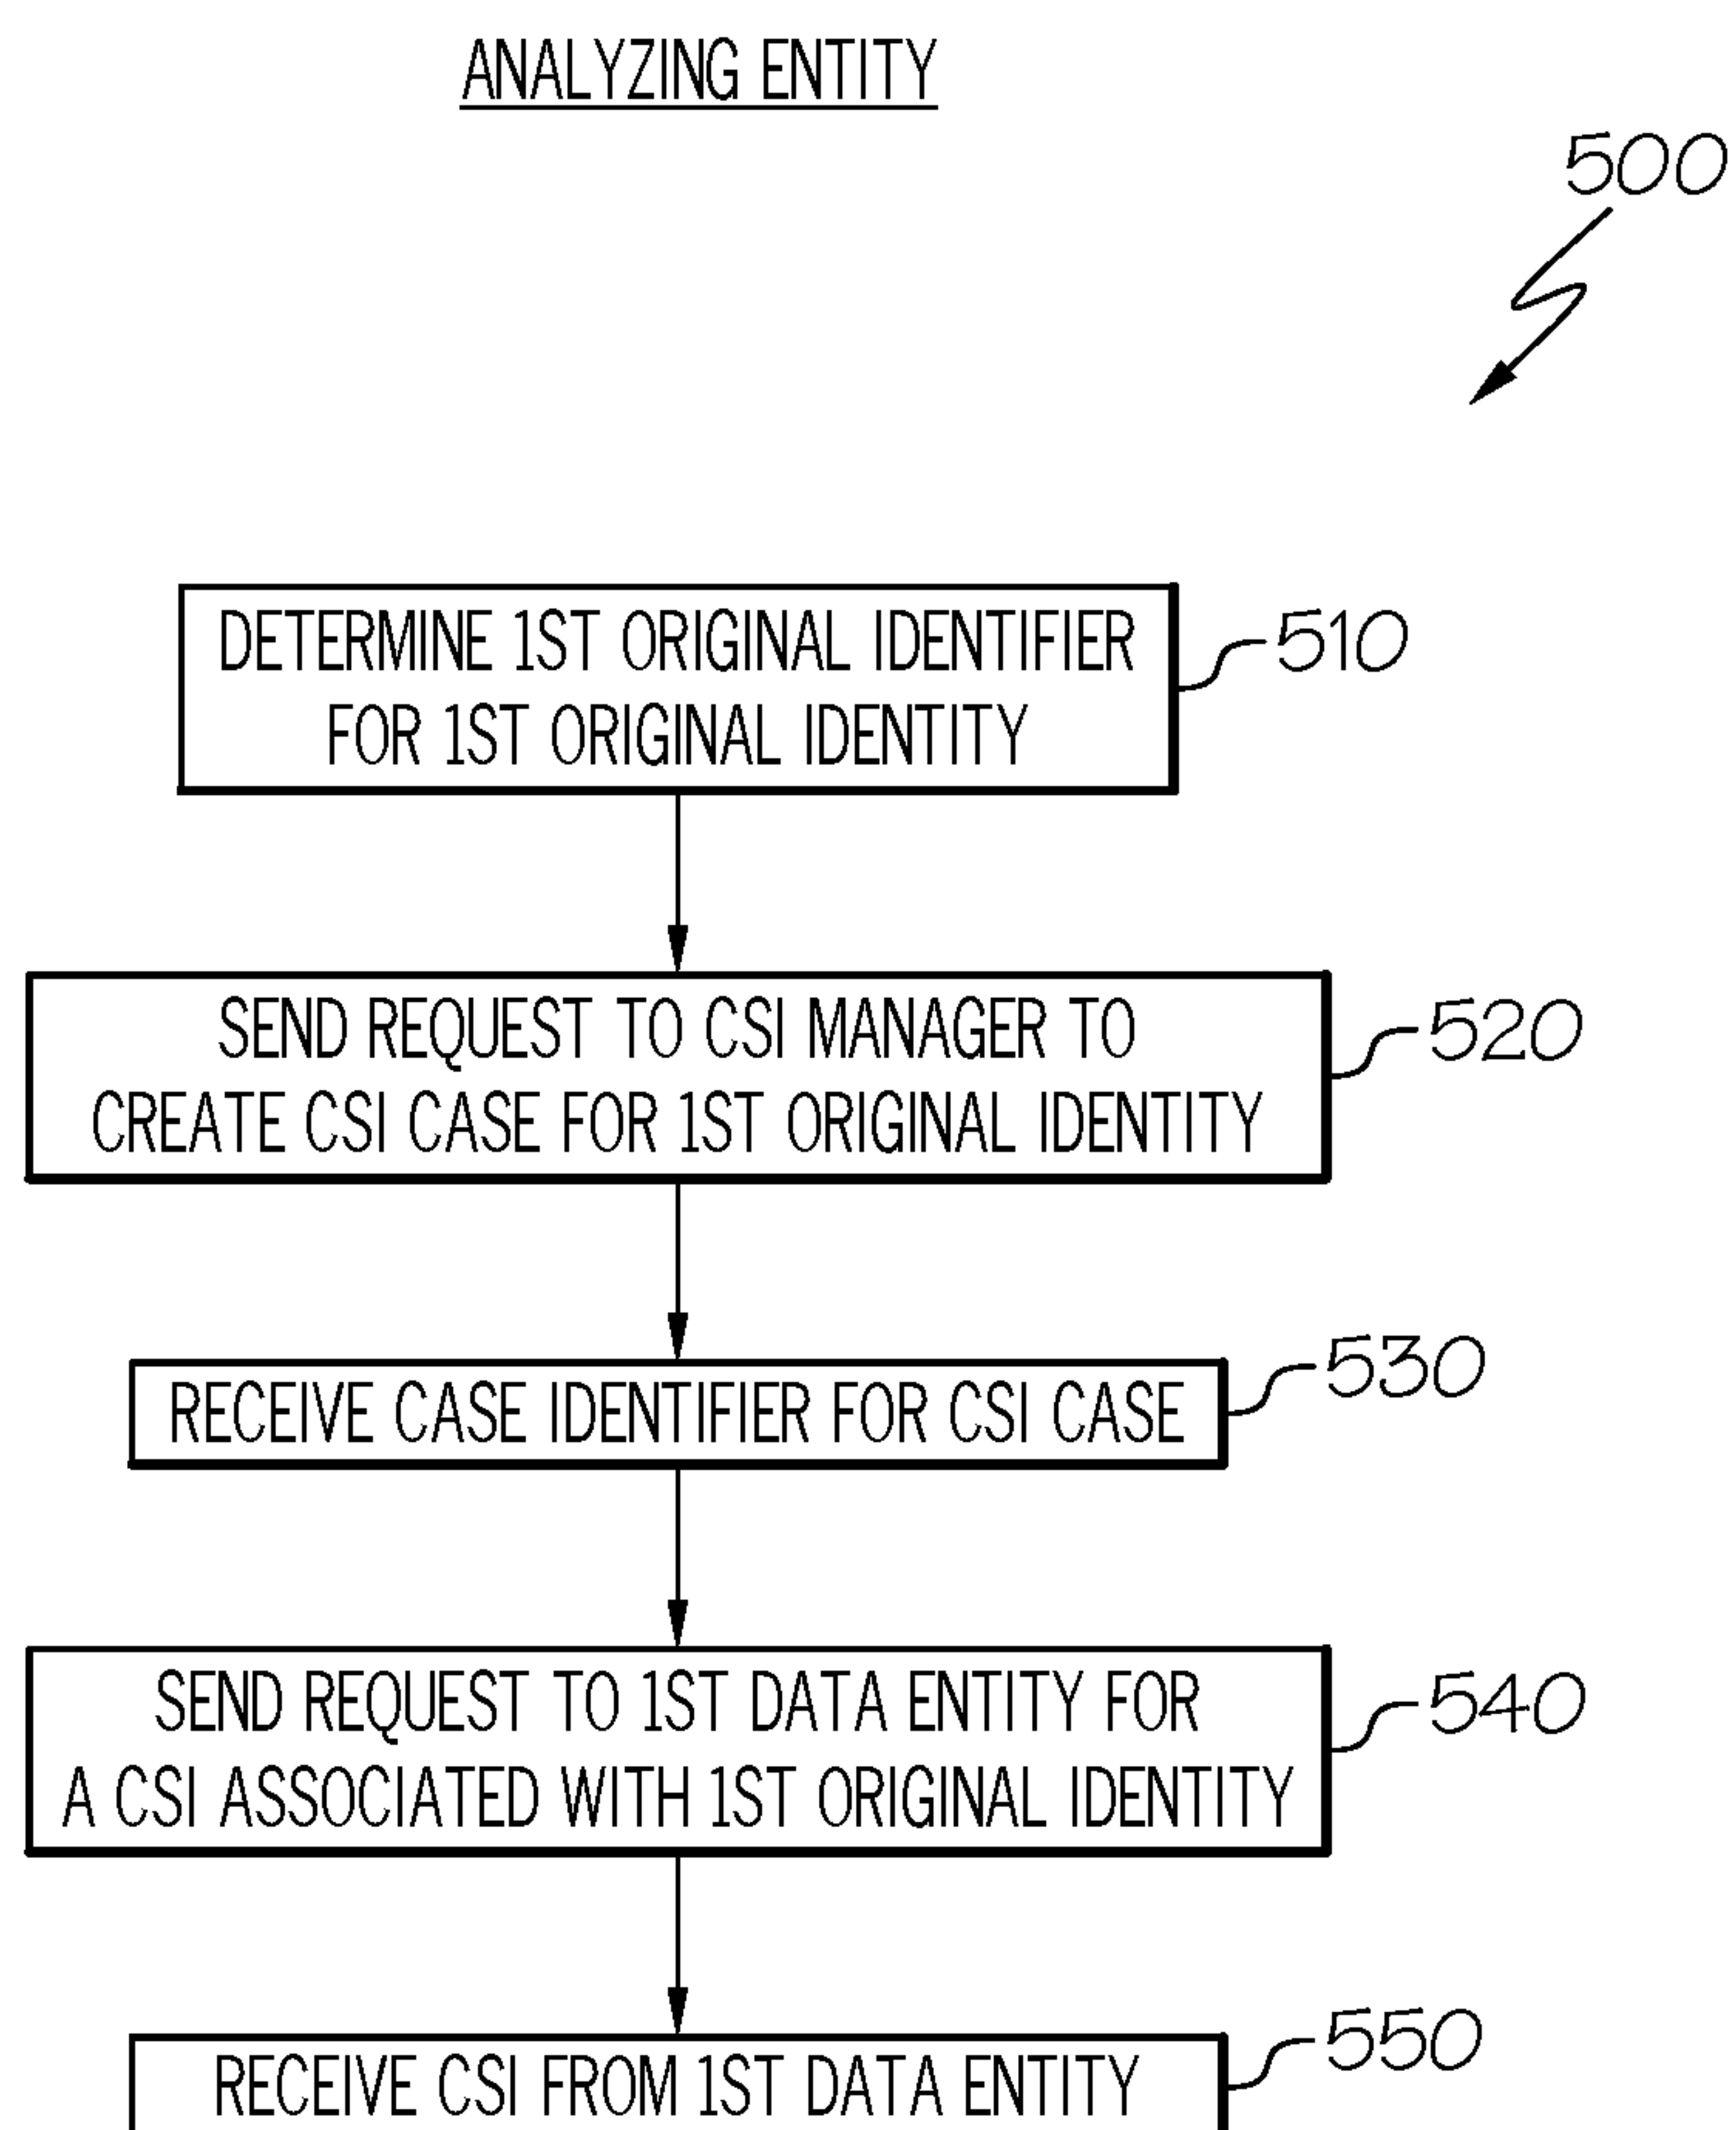 ANALYZING ENTITY
500
DETERMINE 1ST ORIGINAL IDENTIFIER
FOR 1ST ORIGINAL IDENTITY
510
SEND REQUEST TO CSI MANAGER TO
CREATE CSI CASE FOR 1ST ORIGINAL IDENTITY
520
RECEIVE CASE IDENTIFIER FOR CSI CASE
530
SEND REQUEST TO 1ST DATA ENTITY FOR
A CSI ASSOCIATED WITH 1ST ORIGINAL IDENTITY
540
RECEIVE CSI FROM 1ST DATA ENTITY
550